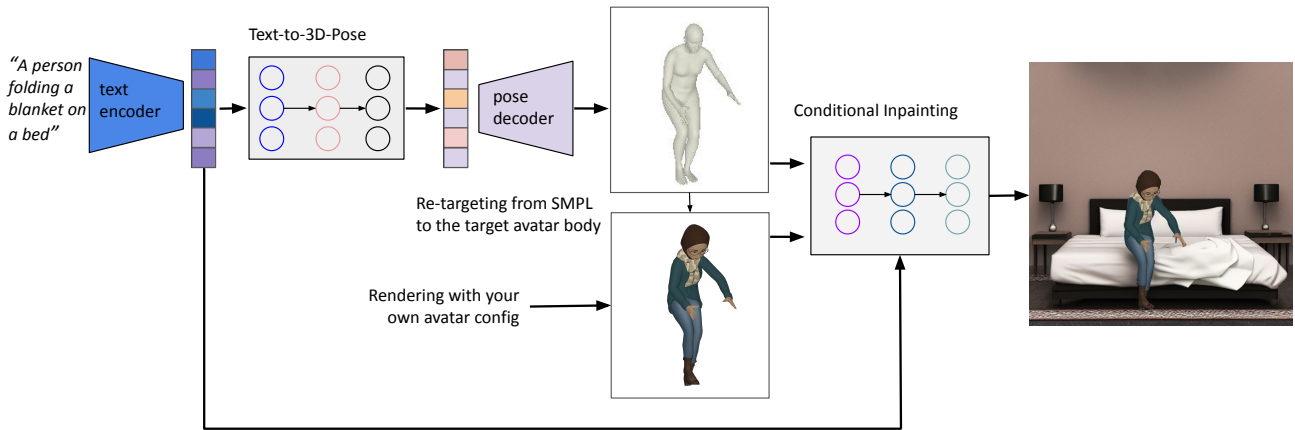 “A person
folding a
blanket on
a bed”
text
encoder
Text-to-3D-Pose
pose
decoder
Re-targeting from SMPL
to the target avatar body
Rendering with your
own avatar config
Conditional Inpainting